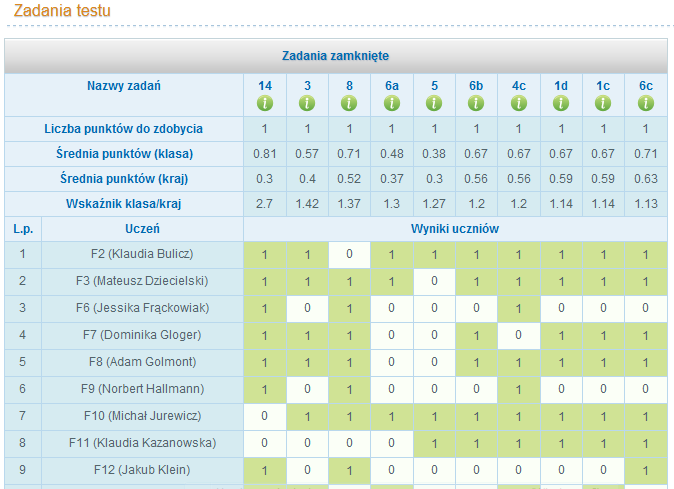 Zadania testu
Zadania zamknięte
Nazwy zadań 14 3 8 6a 5 6b 4c 1d 1c 6c
i i i i i i i i i i
Liczba punktów do zdobycia 1 1 1 1 1 1 1 1 1 1
Średnia punktów (klasa) 0.81 0.57 0.71 0.48 0.38 0.67 0.67 0.67 0.67 0.71
Średnia punktów (kraj) 0.3 0.4 0.52 0.37 0.3 0.56 0.56 0.59 0.59 0.63
Wskaźnik klasa/kraj 2.7 1.42 1.37 1.3 1.27 1.2 1.2 1.14 1.14 1.13
L.p. Uczeń Wyniki uczniów
1 F2 (Klaudia Bulicz) 1 1 0 1 1 1 1 1 1 1
2 F3 (Mateusz Dziecielski) 1 1 1 1 0 1 1 1 1 1
3 F6 (Jessika Frąckowiak) 1 0 1 0 0 0 1 0 0 0
4 F7 (Dominika Gloger) 1 1 1 0 0 1 0 1 1 1
5 F8 (Adam Golmont) 1 1 1 0 0 1 1 1 1 1
6 F9 (Norbert Hallmann) 1 0 1 0 0 0 1 0 0 0
7 F10 (Michał Jurewicz) 0 1 1 1 1 1 1 1 1 1
8 F11 (Klaudia Kazanowska) 0 0 0 0 1 1 1 1 1 1
9 F12 (Jakub Klein) 1 0 1 0 0 0 0 0 0 1